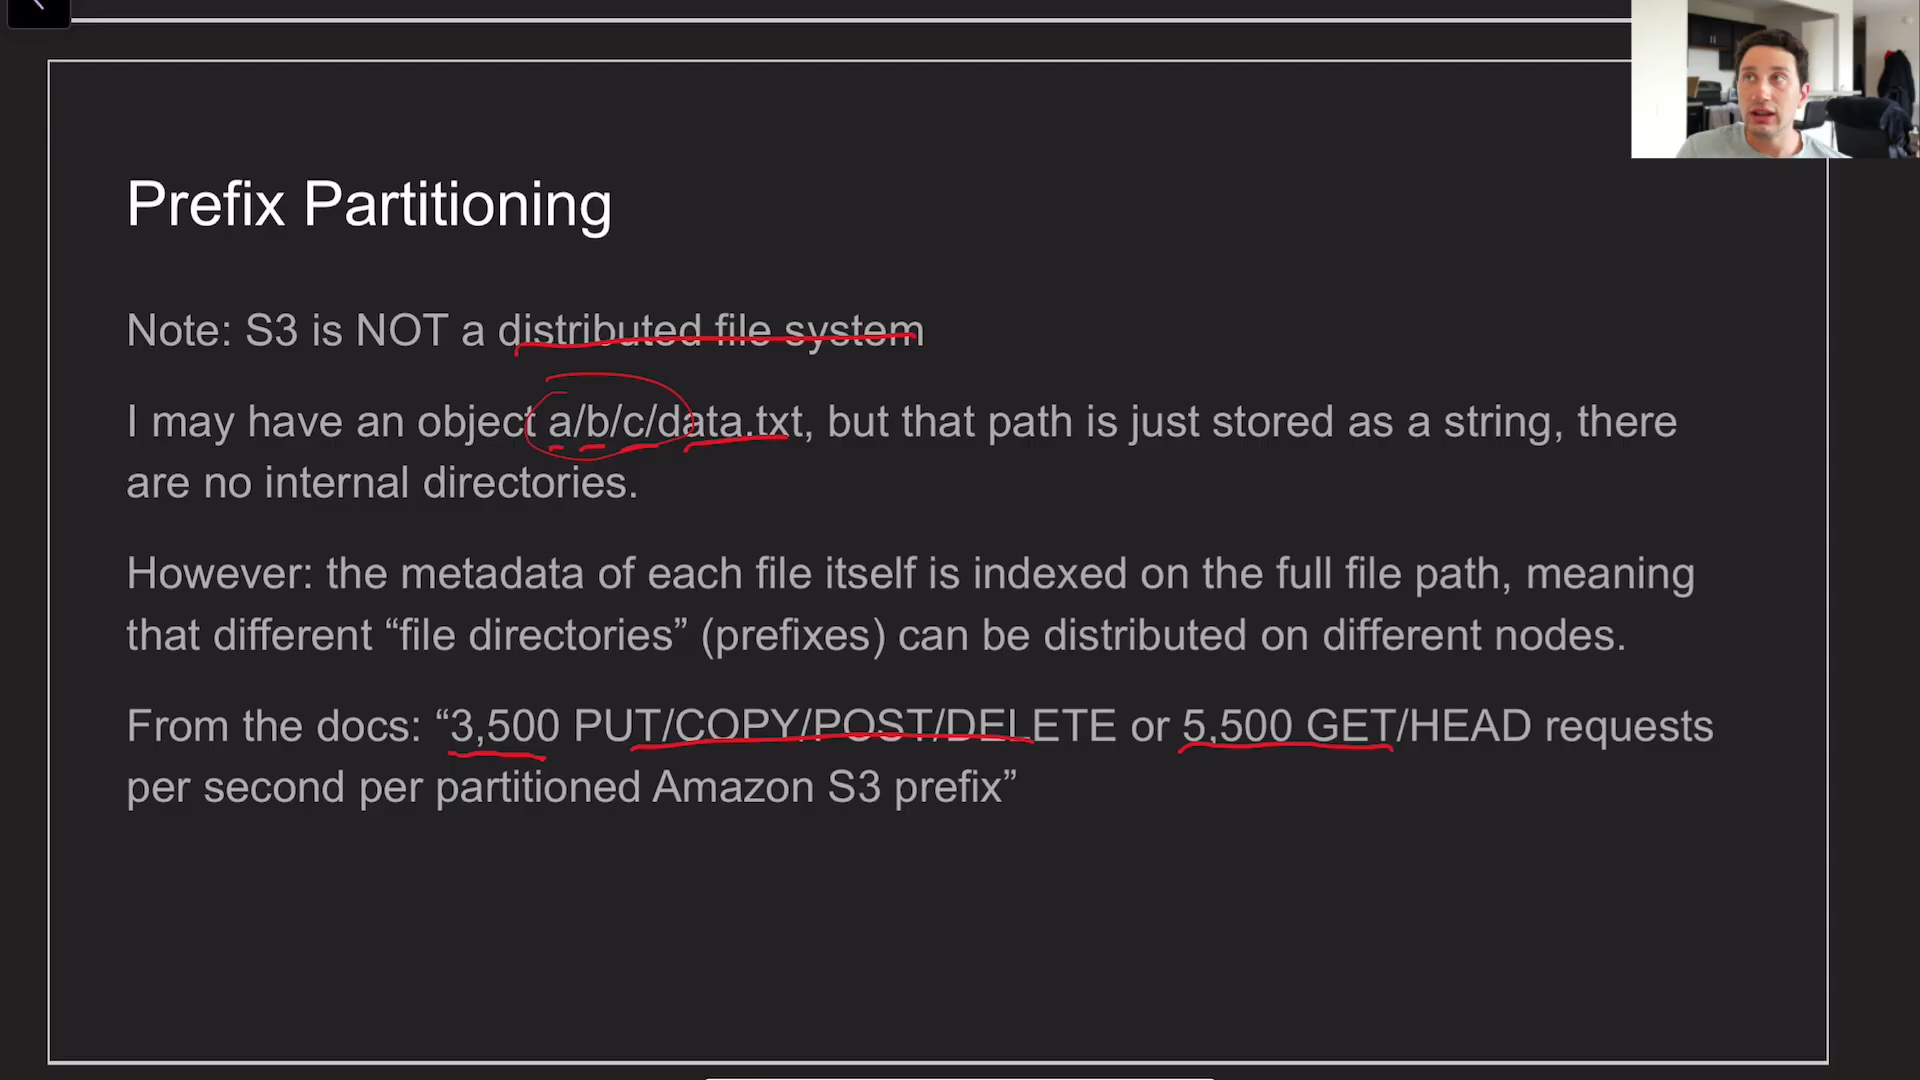 Prefix Partitioning
Note: S3 is NOT a distributed file system
I may have an object a/b/c/data.txt, but that path is just stored as a string, there
are no internal directories.
However: the metadata of each file itself is indexed on the full file path, meaning
that different “file directories” (prefixes) can be distributed on different nodes.
From the docs: “3,500 PUT/COPY/POST/DELETE or 5,500 GET/HEAD requests
per second per partitioned Amazon S3 prefix”